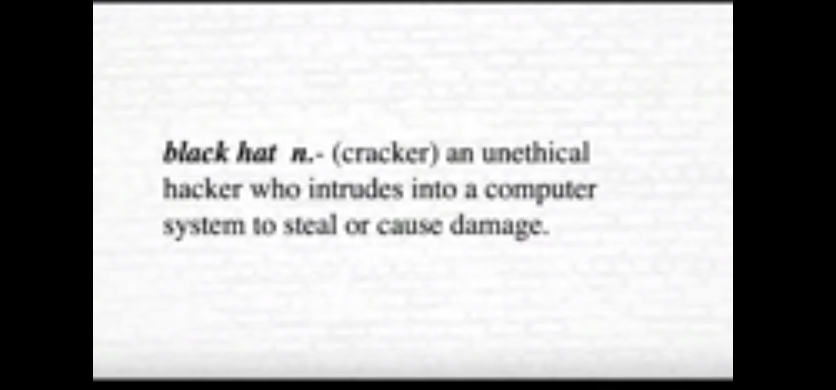 black hat n.- (cracker) an unethical
hacker who intrudes into a computer
system to steal or cause damage.